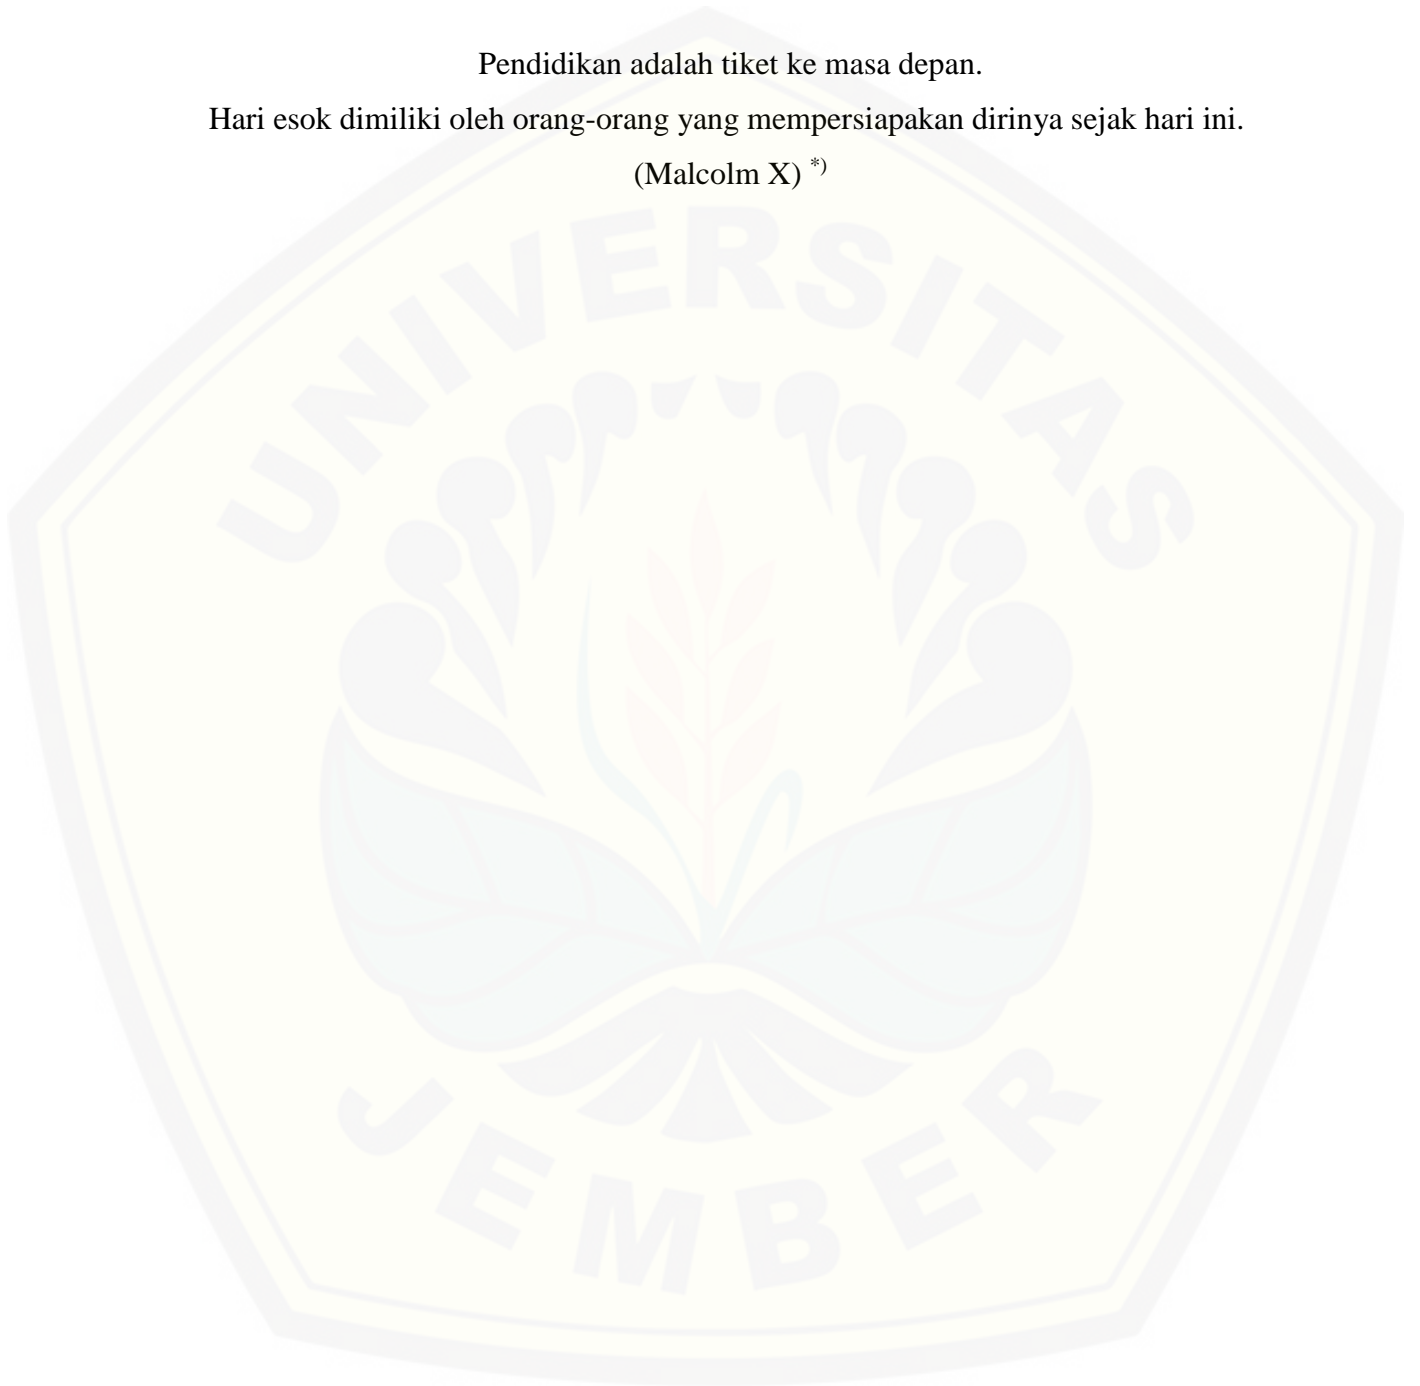 Pendidikan adalah tiket ke masa depan.
Hari esok dimiliki oleh orang-orang yang mempersiapakan dirinya sejak hari ini.
(Malcolm X) *)
UNIVERSITAS
JEMBER